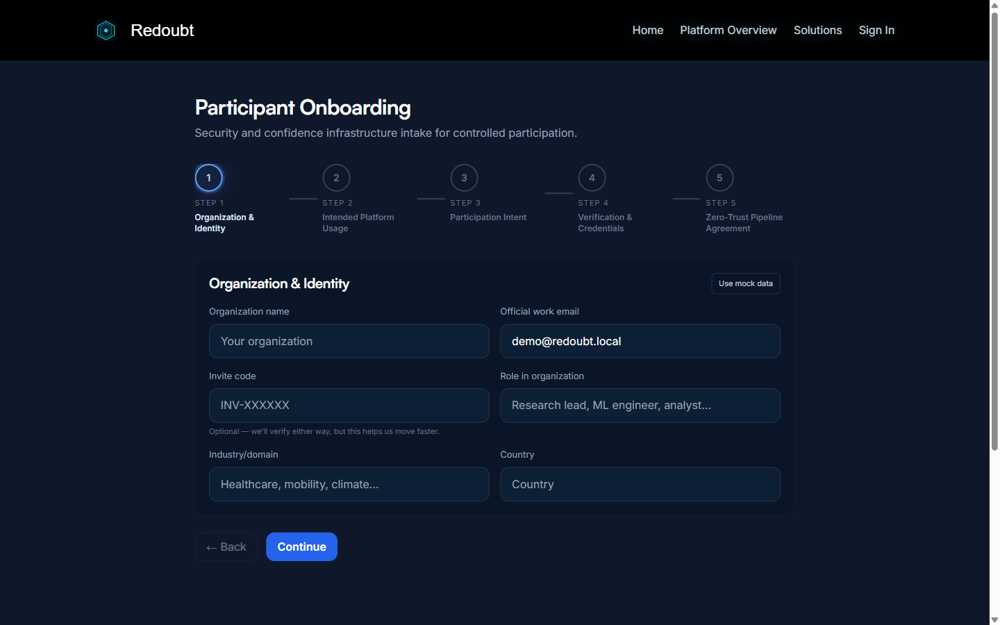 Redoubt
Home Platform Overview Solutions Sign In
Participant Onboarding
Security and confidence infrastructure intake for controlled participation.
1
STEP 1
Organization &
Identity
2
STEP 2
Intended Platform
Usage
3
STEP 3
Participation Intent
4
STEP 4
Verification &
Credentials
5
STEP 5
Zero-Trust Pipeline
Agreement
Organization & Identity
Use mock data
Organization name
Your organization
Official work email
demo@redoubt.local
Invite code
INV-XXXXXX
Optional — we'll verify either way, but this helps us move faster.
Role in organization
Research lead, ML engineer, analyst...
Industry/domain
Healthcare, mobility, climate...
Country
Country
← Back
Continue